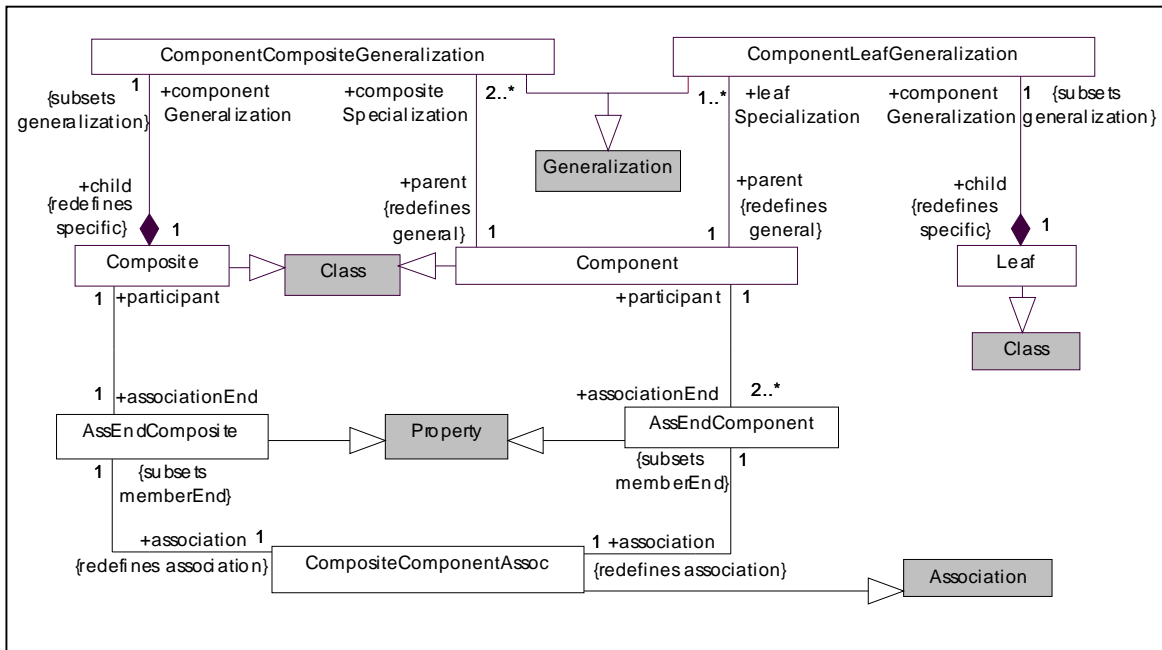 ComponentCompositeGeneralization
ComponentLeafGeneralization
1
+component
Generalization
{subsets
generalization}
+composite
Specialization
2..*
1..*
+leaf
Specialization
+component
Generalization
1
{subsets
generalization}
Generalization
+child
{redefines
specific}
1
+parent
{redefines
general}
1
1
+parent
{redefines
general}
+child
{redefines
specific}
1
Composite
Class
Component
Leaf
1
+participant
+participant
1
Class
1
+associationEnd
+associationEnd
2..*
AssEndComposite
Property
AssEndComponent
1
{subsets
memberEnd}
{subsets
memberEnd}
1
+association
1
{redefines association}
CompositeComponentAssoc
1
+association
{redefines association}
Association